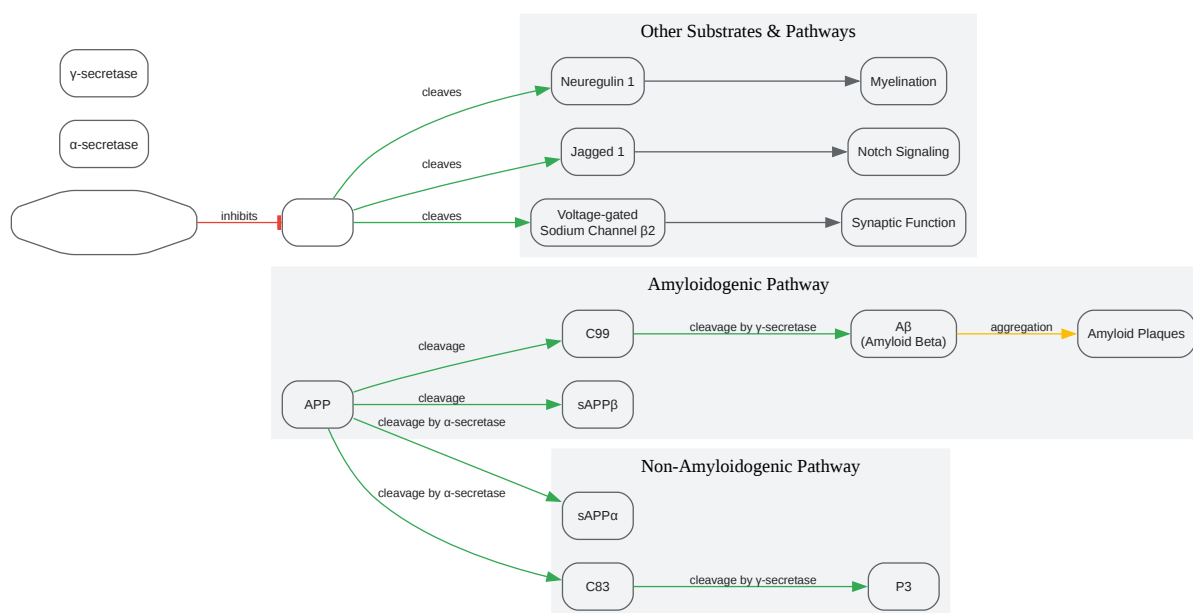 Other Substrates & Pathways
γ-secretase
Neuregulin 1
Myelination
cleaves
α-secretase
Jagged 1
Notch Signaling
cleaves
inhibits
cleaves
Voltage-gated
Sodium Channel β2
Synaptic Function
Amyloidogenic Pathway
C99
cleavage by γ-secretase
Aβ
(Amyloid Beta)
aggregation
Amyloid Plaques
cleavage
APP
cleavage
sAPPβ
cleavage by α-secretase
Non-Amyloidogenic Pathway
cleavage by α-secretase
sAPPα
C83
cleavage by γ-secretase
P3